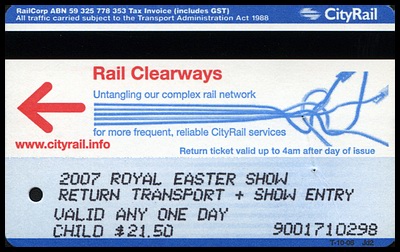 RailCorp ABN 59 325 778 353 Tax Invoice (includes GST)
All traffic carried subject to the Transport Administration Act 1988
CityRail
Rail Clearways
Untangling our complex rail network
for more frequent, reliable CityRail services
www.cityrail.info
Return ticket valid up to 4am after day of issue
2007 ROYAL EASTER SHOW
RETURN TRANSPORT + SHOW ENTRY
VALID ANY ONE DAY
CHILD $21.50
9001710298